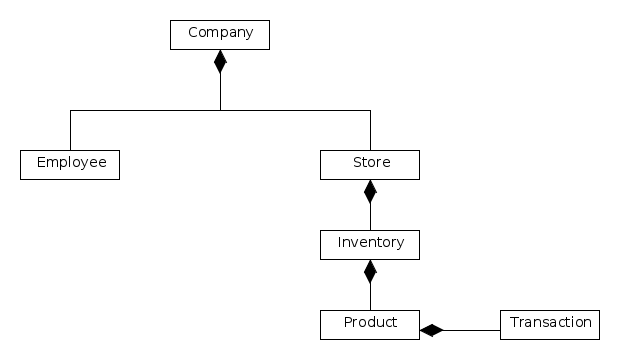 Company
Employee
Store
Inventory
Product
Transaction